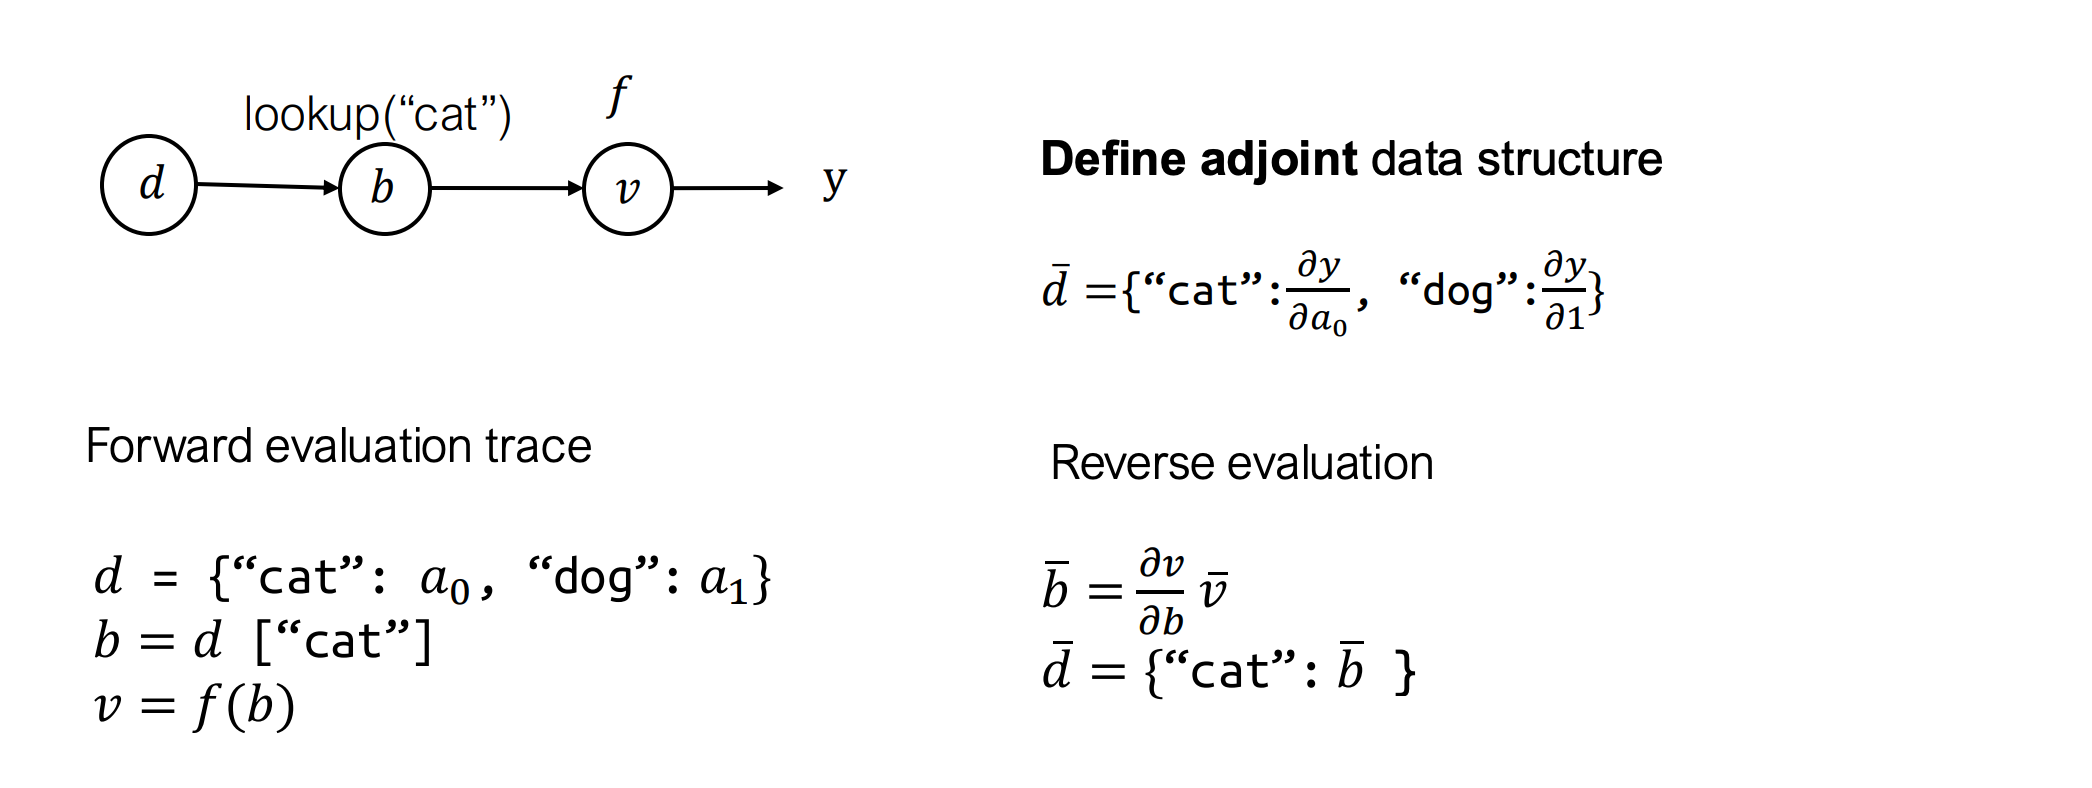 lookup(“cat”)
f
d
b
v
y
Define adjoint data structure
d̄ ={“cat”:∂y/∂a₀, “dog”:∂y/∂1}
Forward evaluation trace
d = {“cat”: a₀, “dog”: a₁}
b = d [“cat”]
v = f(b)
Reverse evaluation
b̄ = ∂v/∂b v̄
d̄ = {“cat”: b̄ }